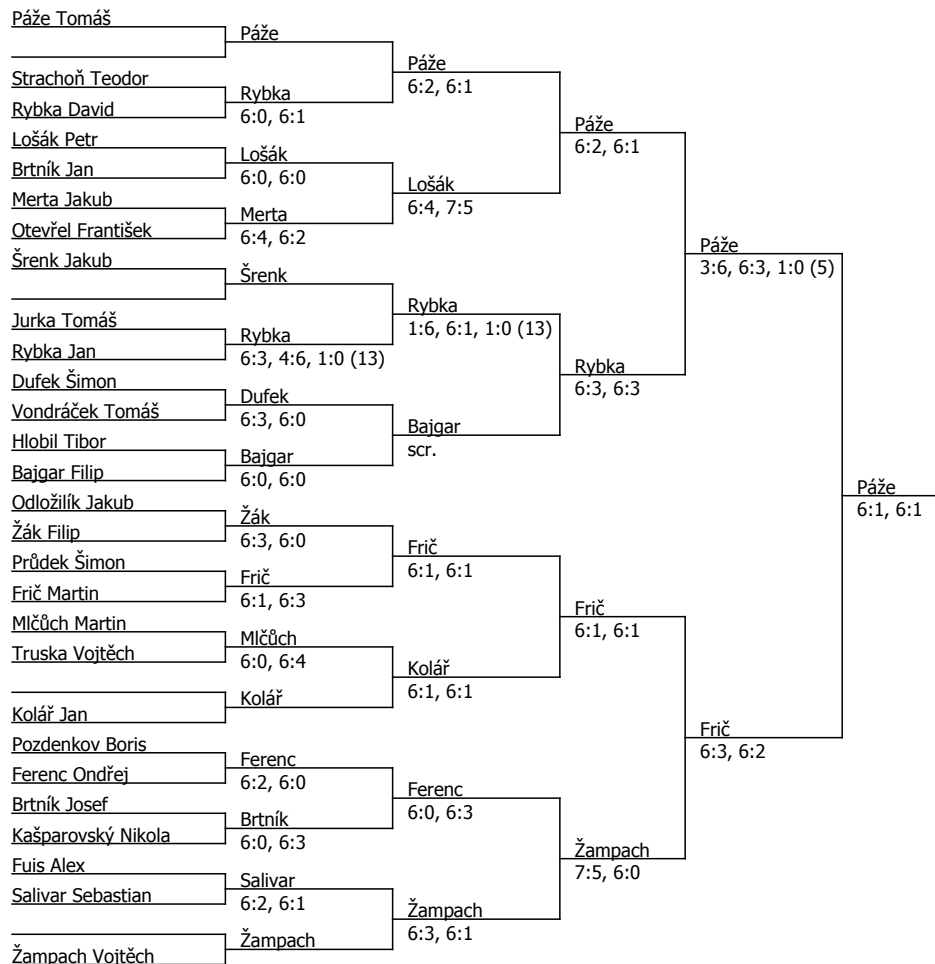 Páže Tomáš
Páže
Páže
6:2, 6:1
Strachoň Teodor
Rybka
6:0, 6:1
Rybka David
Páže
6:2, 6:1
Lošák Petr
Lošák
6:0, 6:0
Brtník Jan
Lošák
6:4, 7:5
Merta Jakub
Merta
6:4, 6:2
Otevřel František
Páže
3:6, 6:3, 1:0 (5)
Šrenk Jakub
Šrenk
Rybka
1:6, 6:1, 1:0 (13)
Jurka Tomáš
Rybka
6:3, 4:6, 1:0 (13)
Rybka Jan
Rybka
6:3, 6:3
Dufek Šimon
Dufek
6:3, 6:0
Vondráček Tomáš
Bajgar
scr.
Hlobil Tibor
Bajgar
6:0, 6:0
Bajgar Filip
Páže
6:1, 6:1
Odložilík Jakub
Žák
6:3, 6:0
Žák Filip
Frič
6:1, 6:1
Průdek Šimon
Frič
6:1, 6:3
Frič Martin
Frič
6:1, 6:1
Mlčůch Martin
Mlčůch
6:0, 6:4
Truska Vojtěch
Kolář
6:1, 6:1
Kolář
Kolář Jan
Frič
6:3, 6:2
Pozdenkov Boris
Ferenc
6:2, 6:0
Ferenc Ondřej
Ferenc
6:0, 6:3
Brtník Josef
Brtník
6:0, 6:3
Kašparovský Nikola
Žampach
7:5, 6:0
Fuis Alex
Salivar
6:2, 6:1
Salivar Sebastian
Žampach
6:3, 6:1
Žampach
Žampach Vojtěch